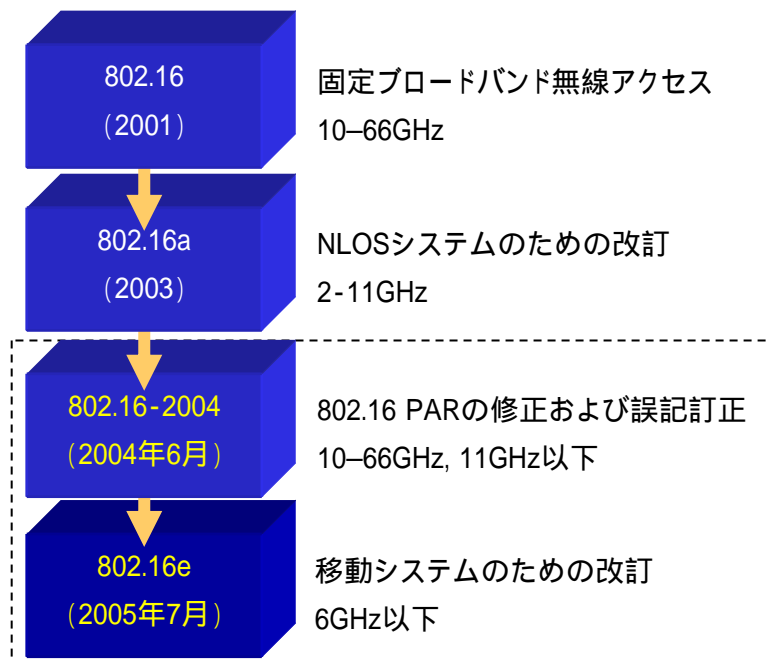 802.16
（2001）
固定ブロードバンド無線アクセス
10–66GHz
802.16a
（2003）
NLOSシステムのための改訂
2-11GHz
802.16-2004
（2004年6月）
802.16 PARの修正および誤記訂正
10–66GHz, 11GHz以下
802.16e
（2005年7月）
移動システムのための改訂
6GHz以下